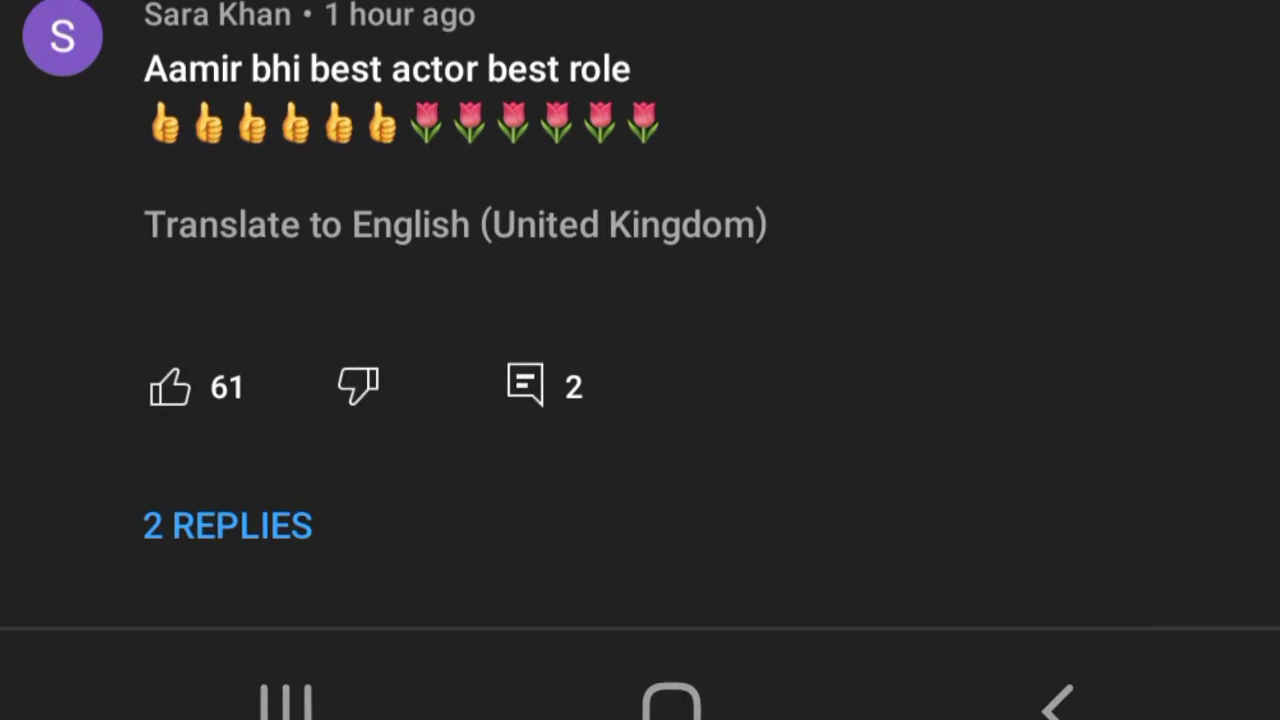 S
Sara Khan • 1 hour ago
Aamir bhi best actor best role
👍👍👍👍👍👍🌷🌷🌷🌷🌷🌷
Translate to English (United Kingdom)
61
2
2 REPLIES